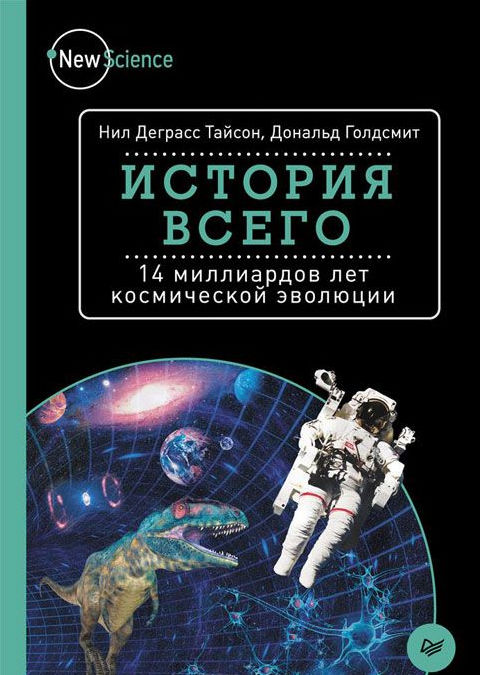 New Science
Нил Деграсс Тайсон, Дональд Голдсмит
ИСТОРИЯ
ВСЕГО
14 миллиардов лет
космической эволюции